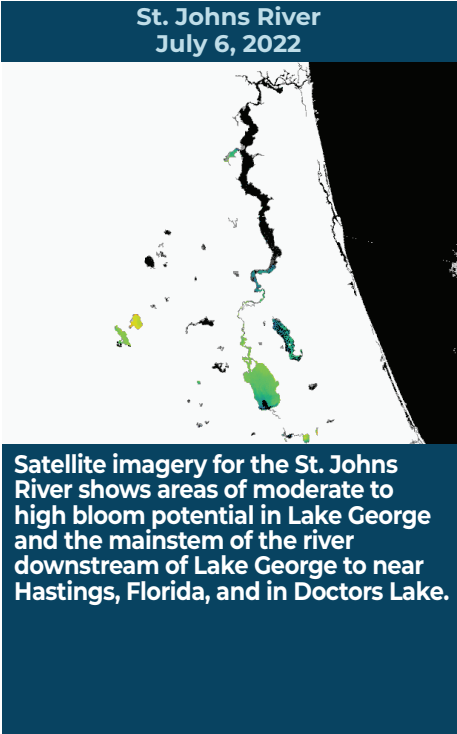 St. Johns River
July 6, 2022
Satellite imagery for the St. Johns
River shows areas of moderate to
high bloom potential in Lake George
and the mainstem of the river
downstream of Lake George to near
Hastings, Florida, and in Doctors Lake.